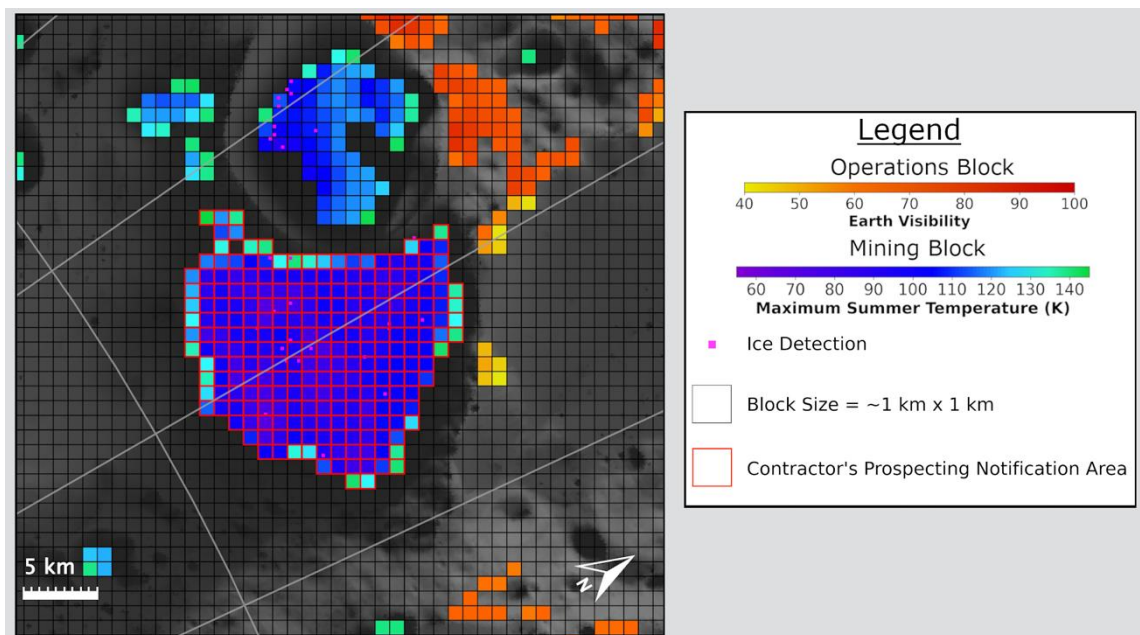 Legend
Operations Block
40 50 60 70 80 90 100
Earth Visibility
Mining Block
60 70 80 90 100 110 120 130 140
Maximum Summer Temperature (K)
Ice Detection
Block Size = ~1 km x 1 km
Contractor's Prospecting Notification Area
5 km
N